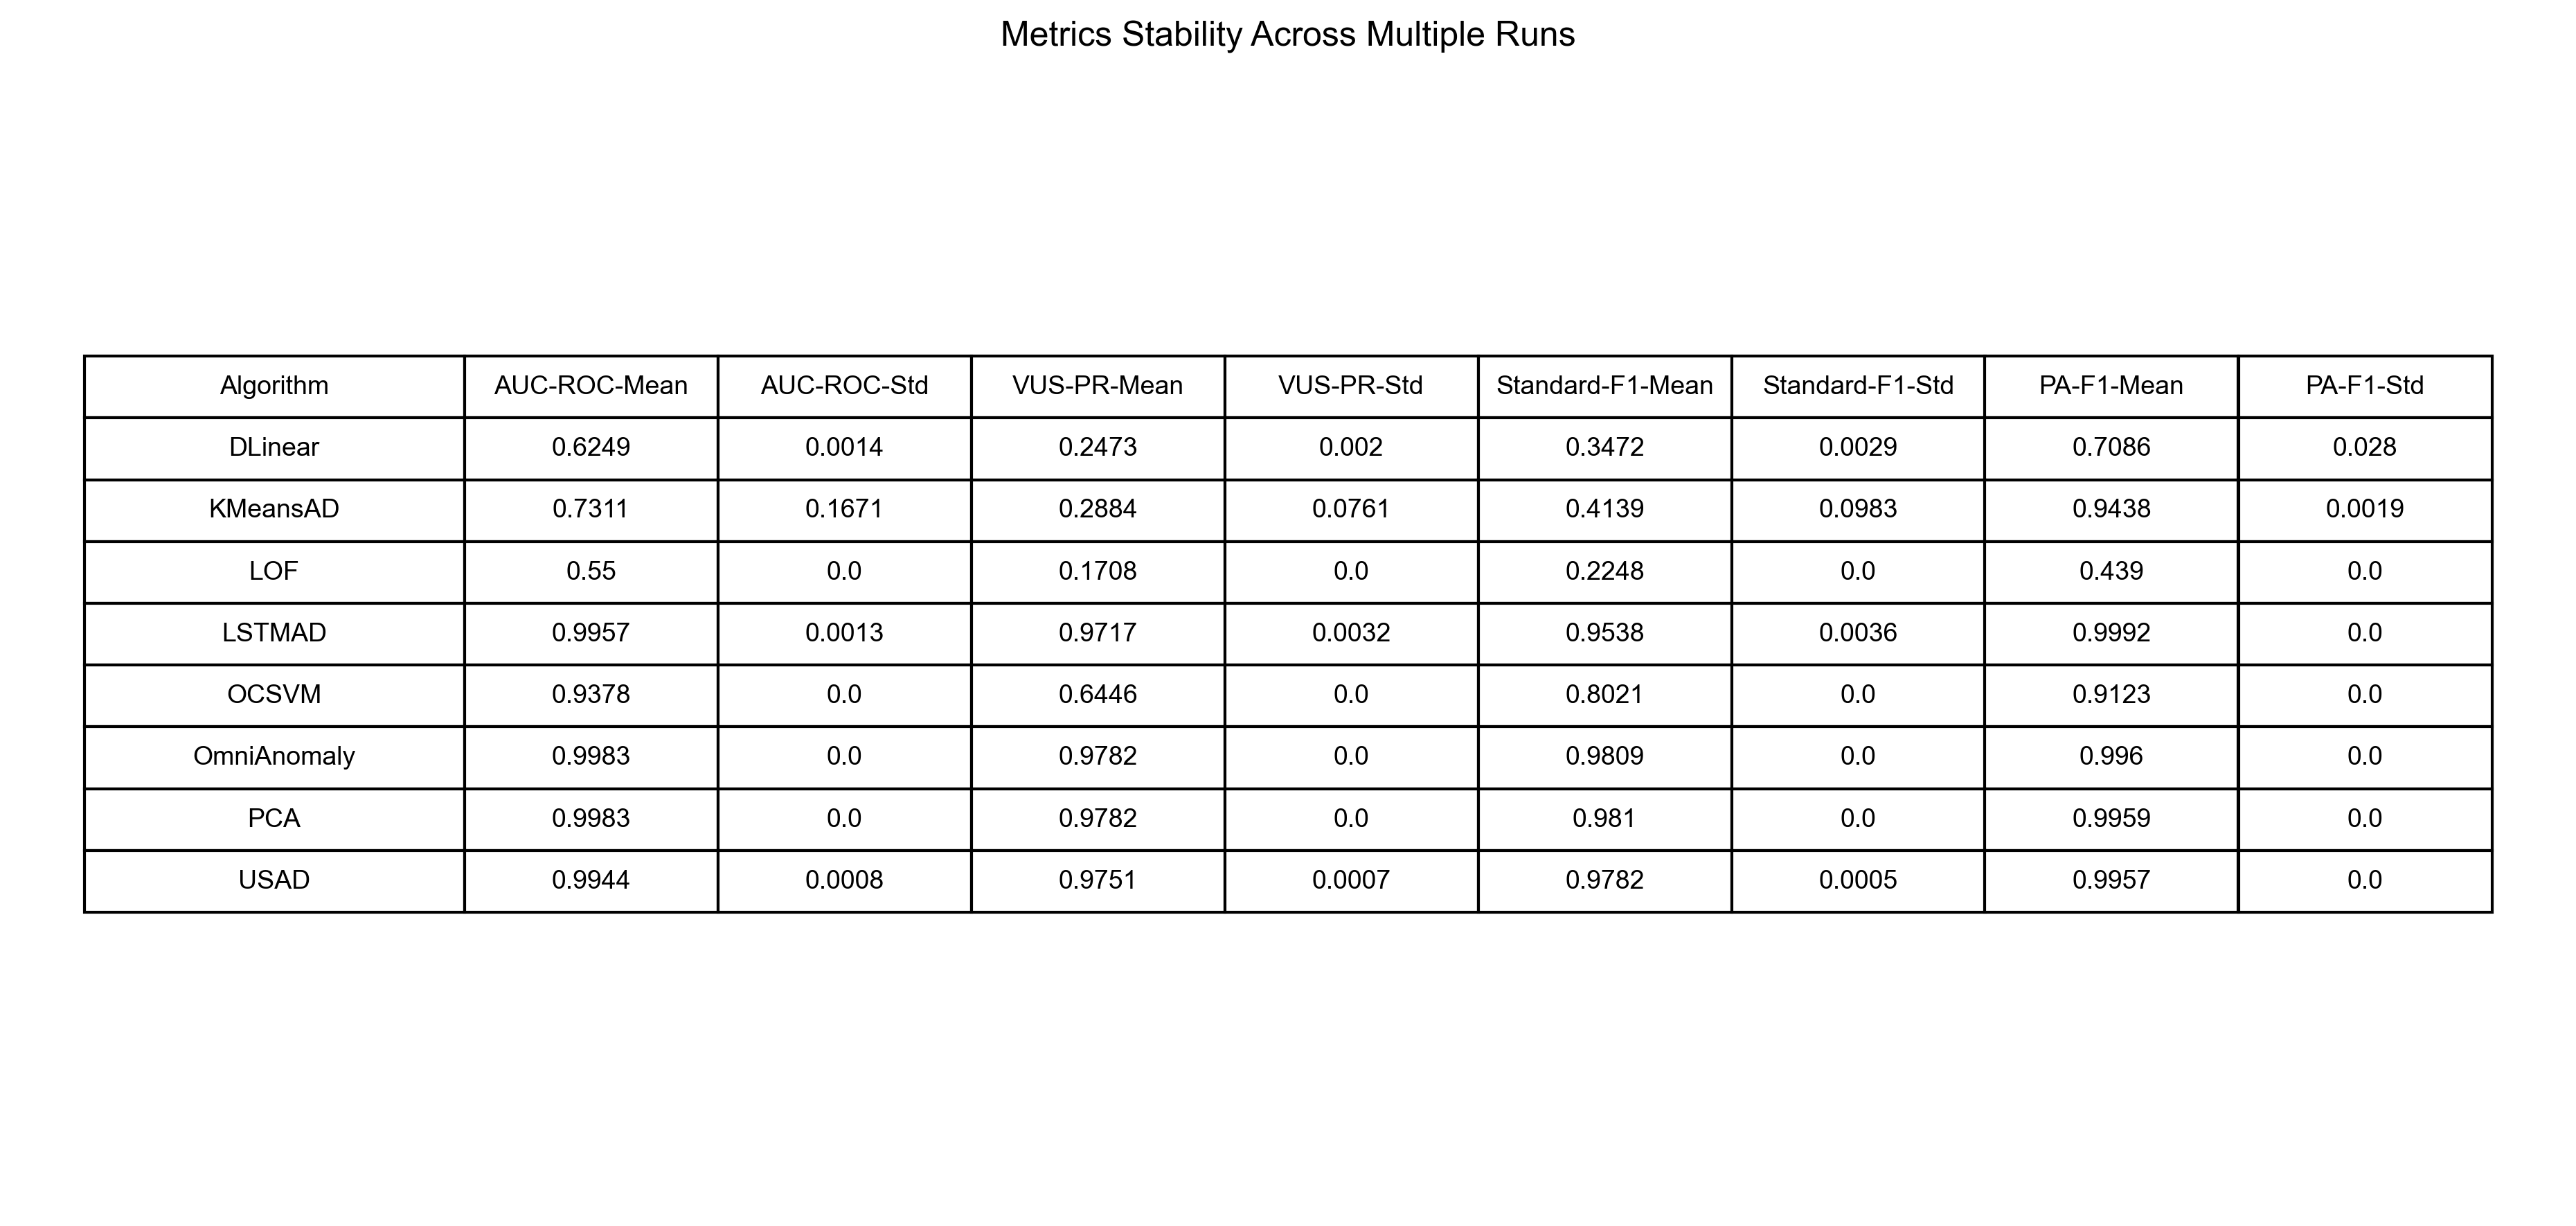 Metrics Stability Across Multiple Runs
Algorithm AUC-ROC-Mean AUC-ROC-Std VUS-PR-Mean VUS-PR-Std Standard-F1-Mean Standard-F1-Std PA-F1-Mean PA-F1-Std
DLinear 0.6249 0.0014 0.2473 0.002 0.3472 0.0029 0.7086 0.028
KMeansAD 0.7311 0.1671 0.2884 0.0761 0.4139 0.0983 0.9438 0.0019
LOF 0.55 0.0 0.1708 0.0 0.2248 0.0 0.439 0.0
LSTMAD 0.9957 0.0013 0.9717 0.0032 0.9538 0.0036 0.9992 0.0
OCSVM 0.9378 0.0 0.6446 0.0 0.8021 0.0 0.9123 0.0
OmniAnomaly 0.9983 0.0 0.9782 0.0 0.9809 0.0 0.996 0.0
PCA 0.9983 0.0 0.9782 0.0 0.981 0.0 0.9959 0.0
USAD 0.9944 0.0008 0.9751 0.0007 0.9782 0.0005 0.9957 0.0